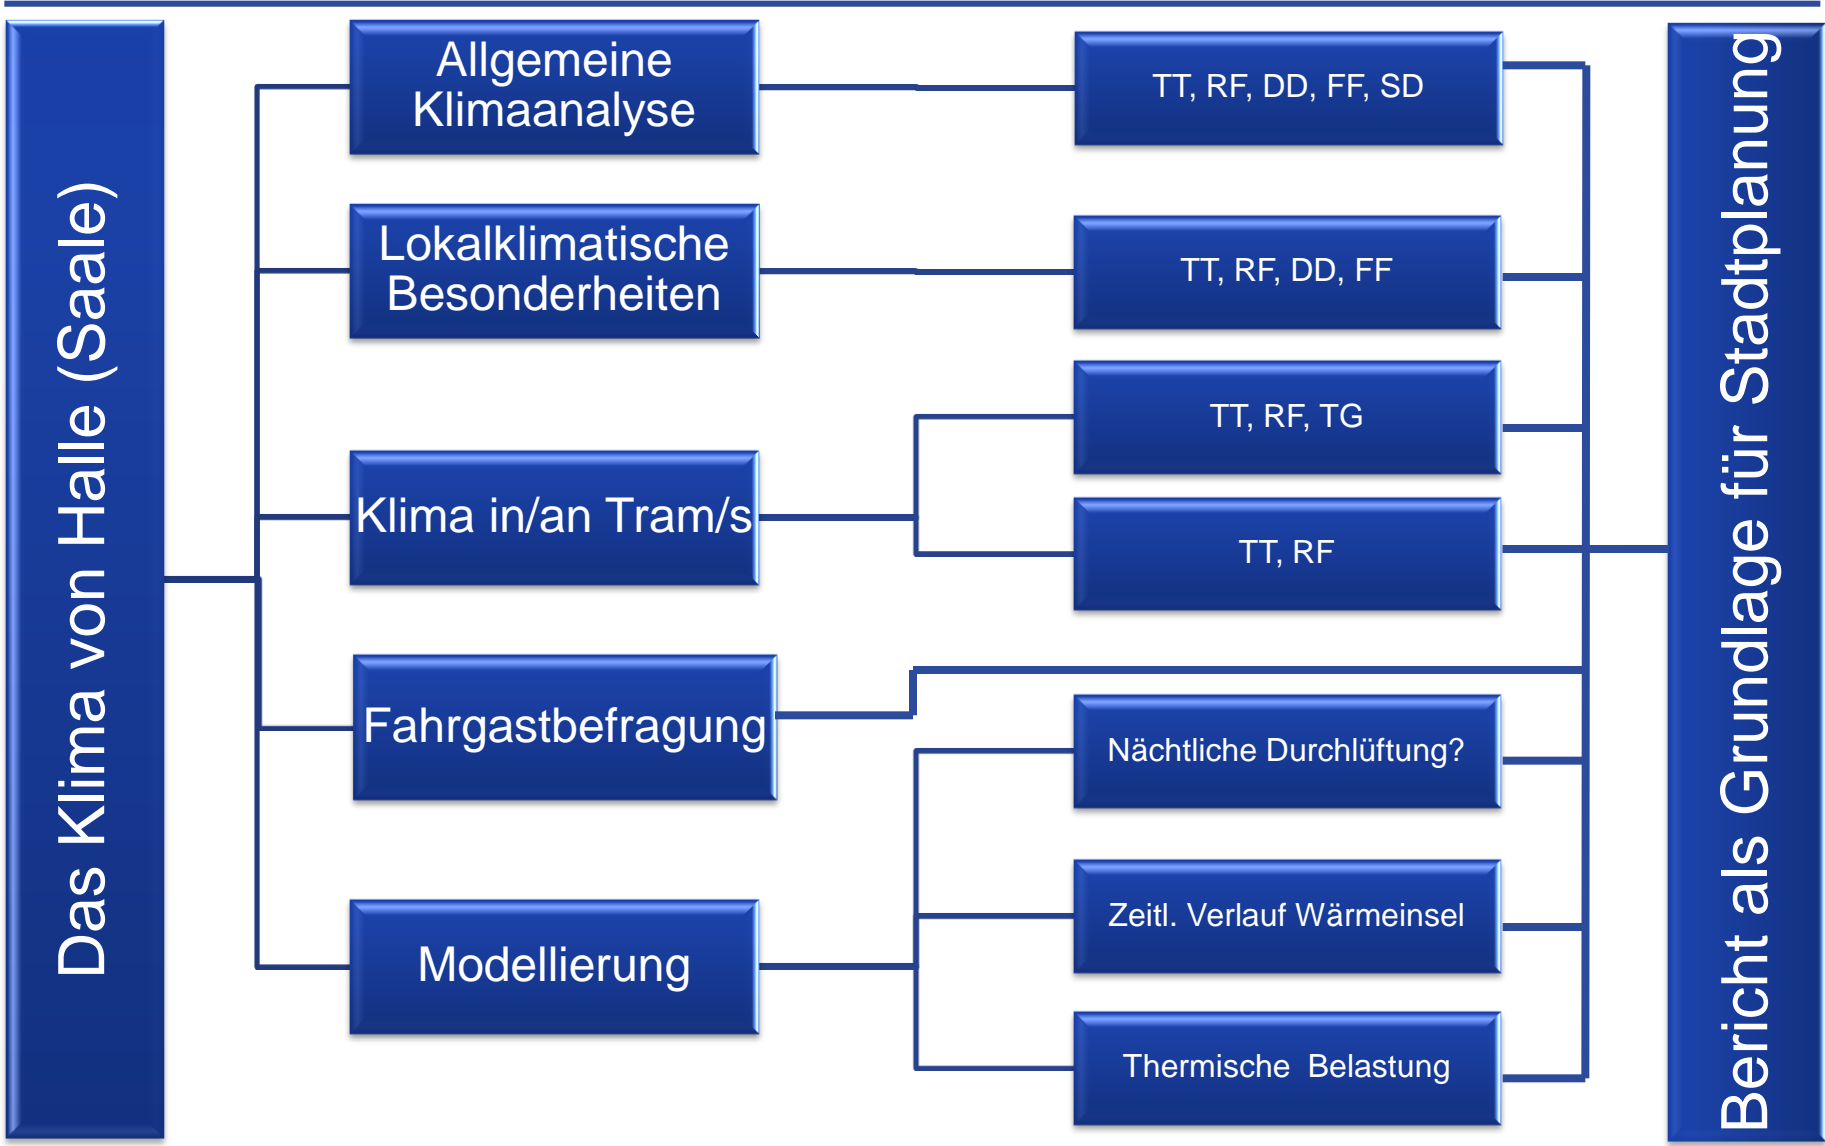 Das Klima von Halle (Saale)
Allgemeine
Klimaanalyse
TT, RF, DD, FF, SD
Lokalklimatische
Besonderheiten
TT, RF, DD, FF
Klima in/an Tram/s
TT, RF, TG
TT, RF
Fahrgastbefragung
Modellierung
Nächtliche Durchlüftung?
Zeitl. Verlauf Wärmeinsel
Thermische Belastung
Bericht als Grundlage für Stadtplanung